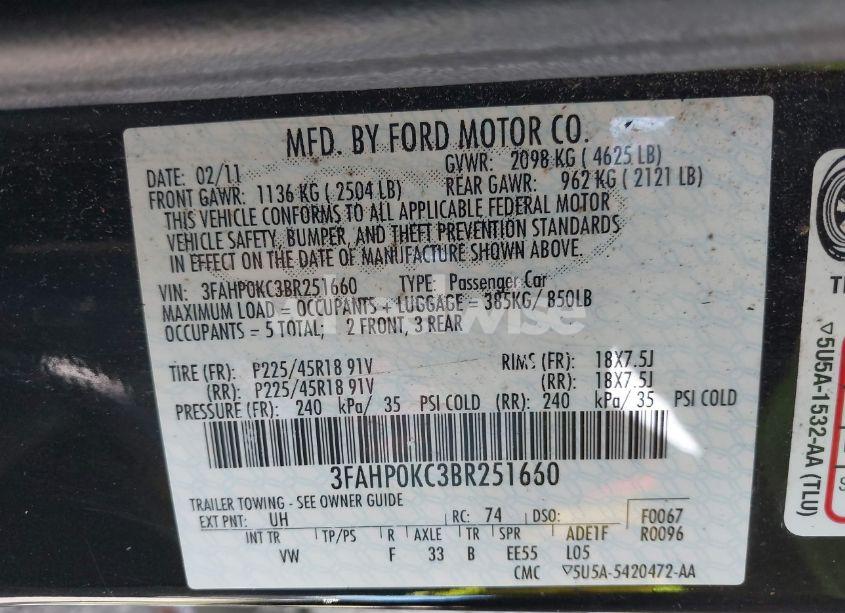 MFD. BY FORD MOTOR CO.
DATE: 02/11 GVWR: 2098 KG ( 4625 LB)
FRONT GAWR: 1136 KG ( 2504 LB) REAR GAWR: 962 KG ( 2121 LB)
THIS VEHICLE CONFORMS TO ALL APPLICABLE FEDERAL MOTOR
VEHICLE SAFETY, BUMPER, AND THEFT PREVENTION STANDARDS
IN EFFECT ON THE DATE OF MANUFACTURE SHOWN ABOVE.
VIN: 3FAHP0KC3BR251660 TYPE: Passenger Car
MAXIMUM LOAD = OCCUPANTS + LUGGAGE = 385KG/ 850LB
OCCUPANTS = 5 TOTAL; 2 FRONT, 3 REAR
TIRE (FR): P225/45R18 91V RIMS (FR): 18X7.5J
(RR): P225/45R18 91V (RR): 18X7.5J
PRESSURE (FR): 240 kPa/ 35 PSI COLD (RR): 240 kPa/ 35 PSI COLD
3FAHP0KC3BR251660
TRAILER TOWING - SEE OWNER GUIDE
EXT PNT: UH RC: 74 DSO: F0067
INT TR TP/PS R AXLE TR SPR ADE1F R0096
VW F 33 B EE55 L05
CMC ▽5U5A-5420472-AA
▽5U5A-1532-AA (TLU)